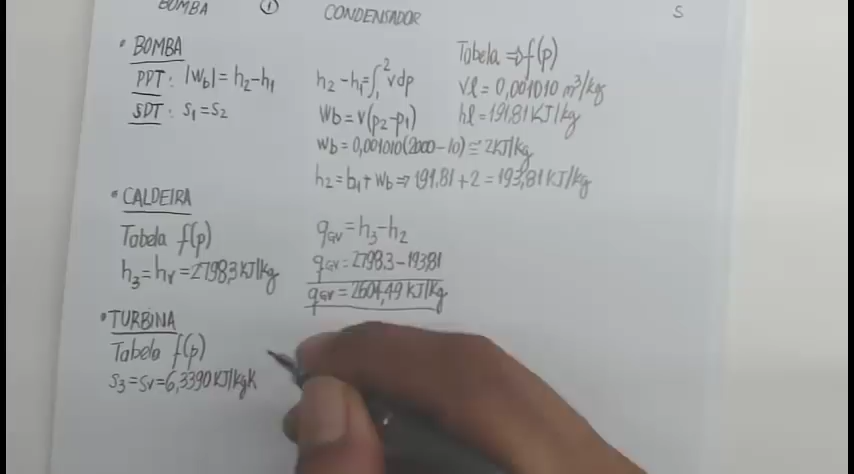 BOMBA ① CONDENSADOR S
• BOMBA
PPT: |Wb| = h2-h1
SDT: S1=S2
h2-h1=∫1^2 vdp
Wb = v(p2-p1)
Wb = 0,001010(2000-10) ≅ 2KJ/kg
h2 = h1+Wb ⇒ 191.81+2 = 193,81 KJ/kg
Tabela ⇒ f(p)
vl = 0,001010 m³/kg
hl = 191,81 KJ/kg
• CALDEIRA
Tabela f(p)
h3=hv=2798,3 KJ/kg
qGV = h3-h2
qGV = 2798.3-193,81
qGV = 2604,49 KJ/kg
• TURBINA
Tabela f(p)
S3=Sv=6,3390 KJ/kgK